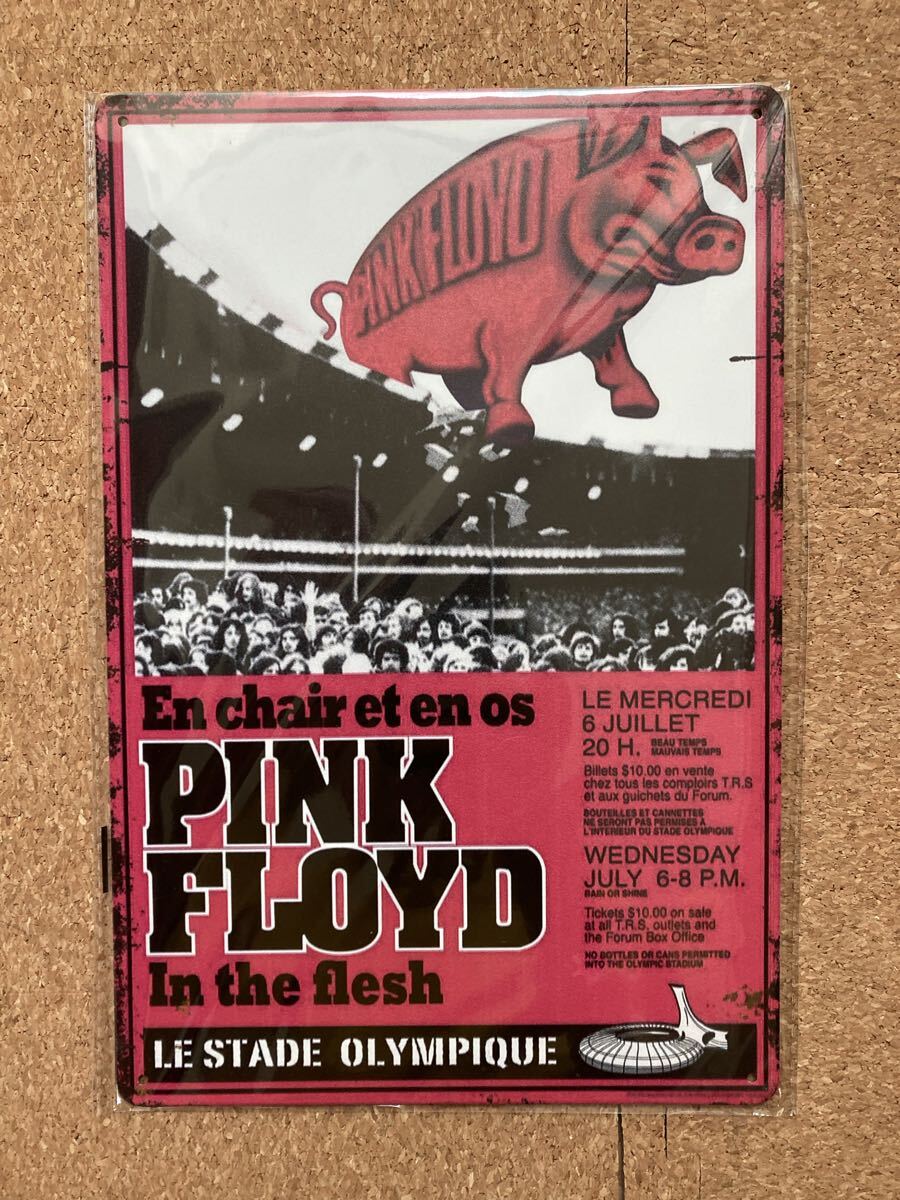 PINK FLOYD
En chair et en os
PINK
FLOYD
In the flesh
LE MERCREDI
6 JUILLET
20 H. BEAU TEMPS
MAUVAIS TEMPS
Billets $10.00 en vente
chez tous les comptoirs T.R.S
et aux guichets du Forum.
BOUTEILLES ET CANNETTES
NE SERONT PAS PERMISES À
L'INTERIEUR DU STADE OLYMPIQUE
WEDNESDAY
JULY 6-8 P.M.
RAIN OR SHINE
Tickets $10.00 on sale
at all T.R.S. outlets and
the Forum Box Office
NO BOTTLES OR CANS PERMITTED
INTO THE OLYMPIC STADIUM
LE STADE OLYMPIQUE